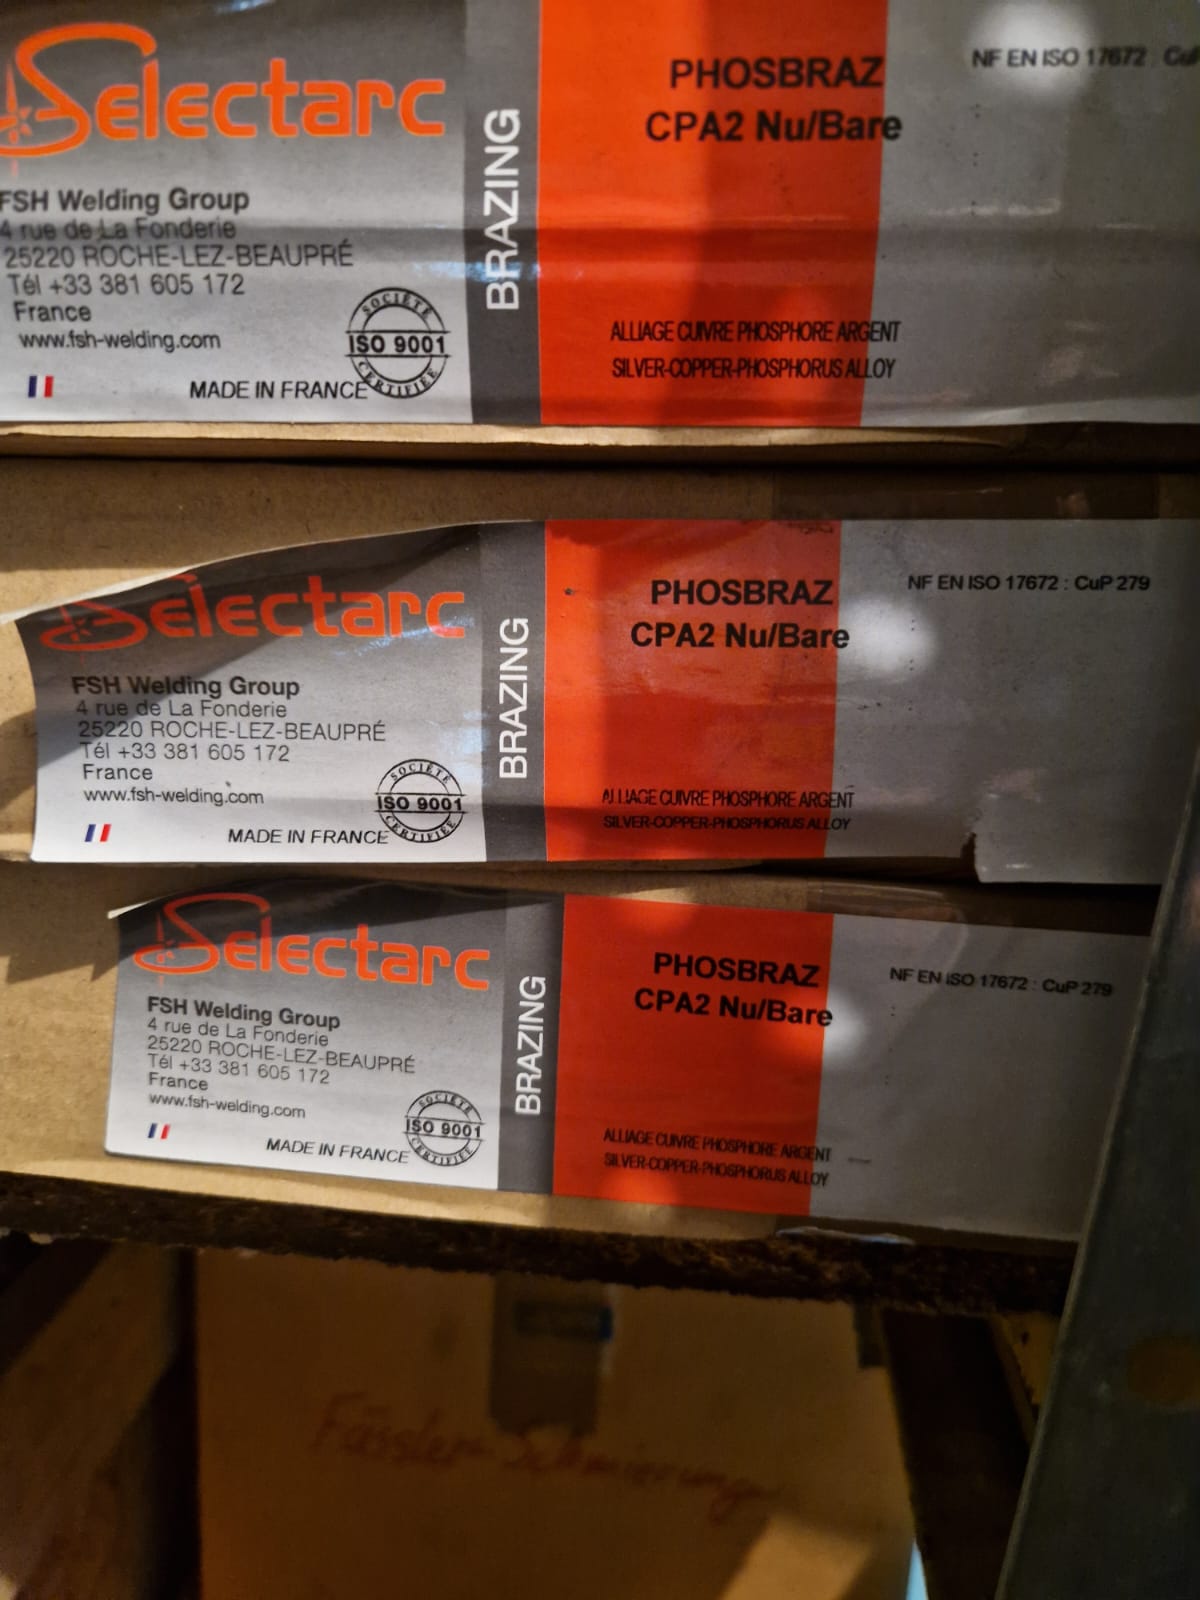 Selectarc
FSH Welding Group
4 rue de La Fonderie
25220 ROCHE-LEZ-BEAUPRÉ
Tél +33 381 605 172
France
www.fsh-welding.com
MADE IN FRANCE
SOCIÉTÉ
ISO 9001
CERTIFIÉE
BRAZING
PHOSBRAZ
CPA2 Nu/Bare
ALLIAGE CUIVRE PHOSPHORE ARGENT
SILVER-COPPER-PHOSPHORUS ALLOY
NF EN ISO 17672 : CuP
Selectarc
FSH Welding Group
4 rue de La Fonderie
25220 ROCHE-LEZ-BEAUPRÉ
Tél +33 381 605 172
France
www.fsh-welding.com
MADE IN FRANCE
SOCIÉTÉ
ISO 9001
CERTIFIÉE
BRAZING
PHOSBRAZ
CPA2 Nu/Bare
ALLIAGE CUIVRE PHOSPHORE ARGENT
SILVER-COPPER-PHOSPHORUS ALLOY
NF EN ISO 17672 : CuP 279
Selectarc
FSH Welding Group
4 rue de La Fonderie
25220 ROCHE-LEZ-BEAUPRÉ
Tél +33 381 605 172
France
www.fsh-welding.com
MADE IN FRANCE
SOCIÉTÉ
ISO 9001
CERTIFIÉE
BRAZING
PHOSBRAZ
CPA2 Nu/Bare
ALLIAGE CUIVRE PHOSPHORE ARGENT
SILVER-COPPER-PHOSPHORUS ALLOY
NF EN ISO 17672 : CuP 279
Fässler-Schmierung